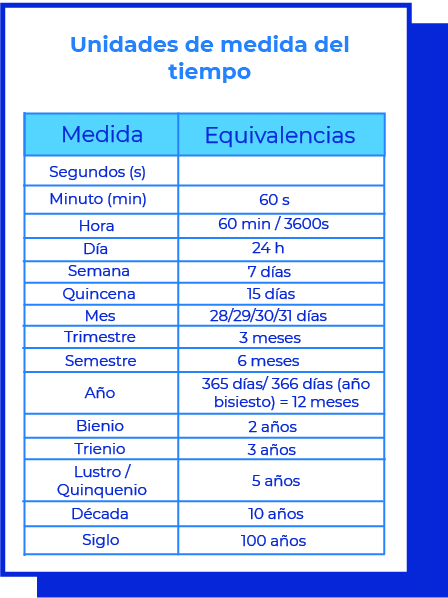 Unidades de medida del
tiempo
Medida Equivalencias
Segundos (s)
Minuto (min) 60 s
Hora 60 min / 3600s
Día 24 h
Semana 7 días
Quincena 15 días
Mes 28/29/30/31 días
Trimestre 3 meses
Semestre 6 meses
Año 365 días/ 366 días (año
bisiesto) = 12 meses
Bienio 2 años
Trienio 3 años
Lustro /
Quinquenio 5 años
Década 10 años
Siglo 100 años